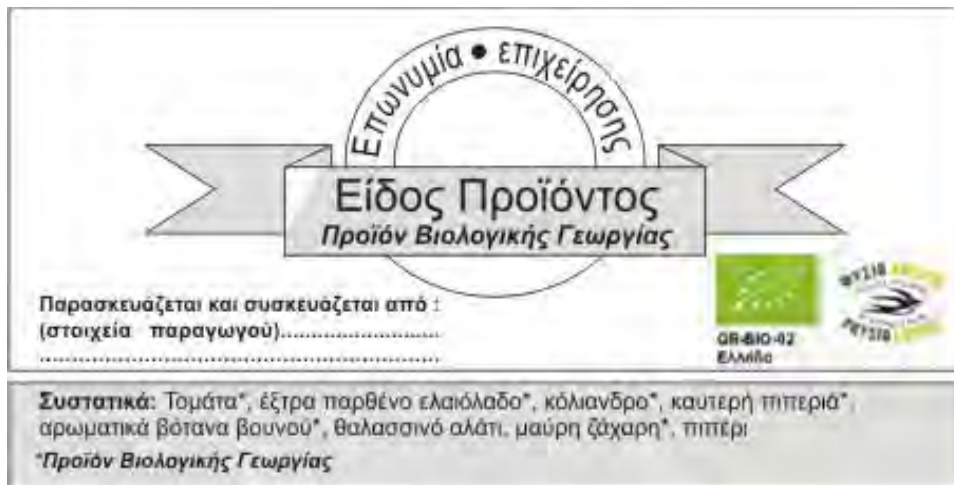 Επωνυμία • επιχείρησης
Είδος Προϊόντος
Προϊόν Βιολογικής Γεωργίας
Παρασκευάζεται και συσκευάζεται από :
(στοιχεία παραγωγού)........................
............................................................
GR-BIO-02
Ελλάδα
Συστατικά: Τομάτα*, έξτρα παρθένο ελαιόλαδο*, κόλιανδρο*, καυτερή πιπεριά*,
αρωματικά βότανα βουνού*, θαλασσινό αλάτι, μαύρη ζάχαρη*, πιπέρι
*Προϊόν Βιολογικής Γεωργίας